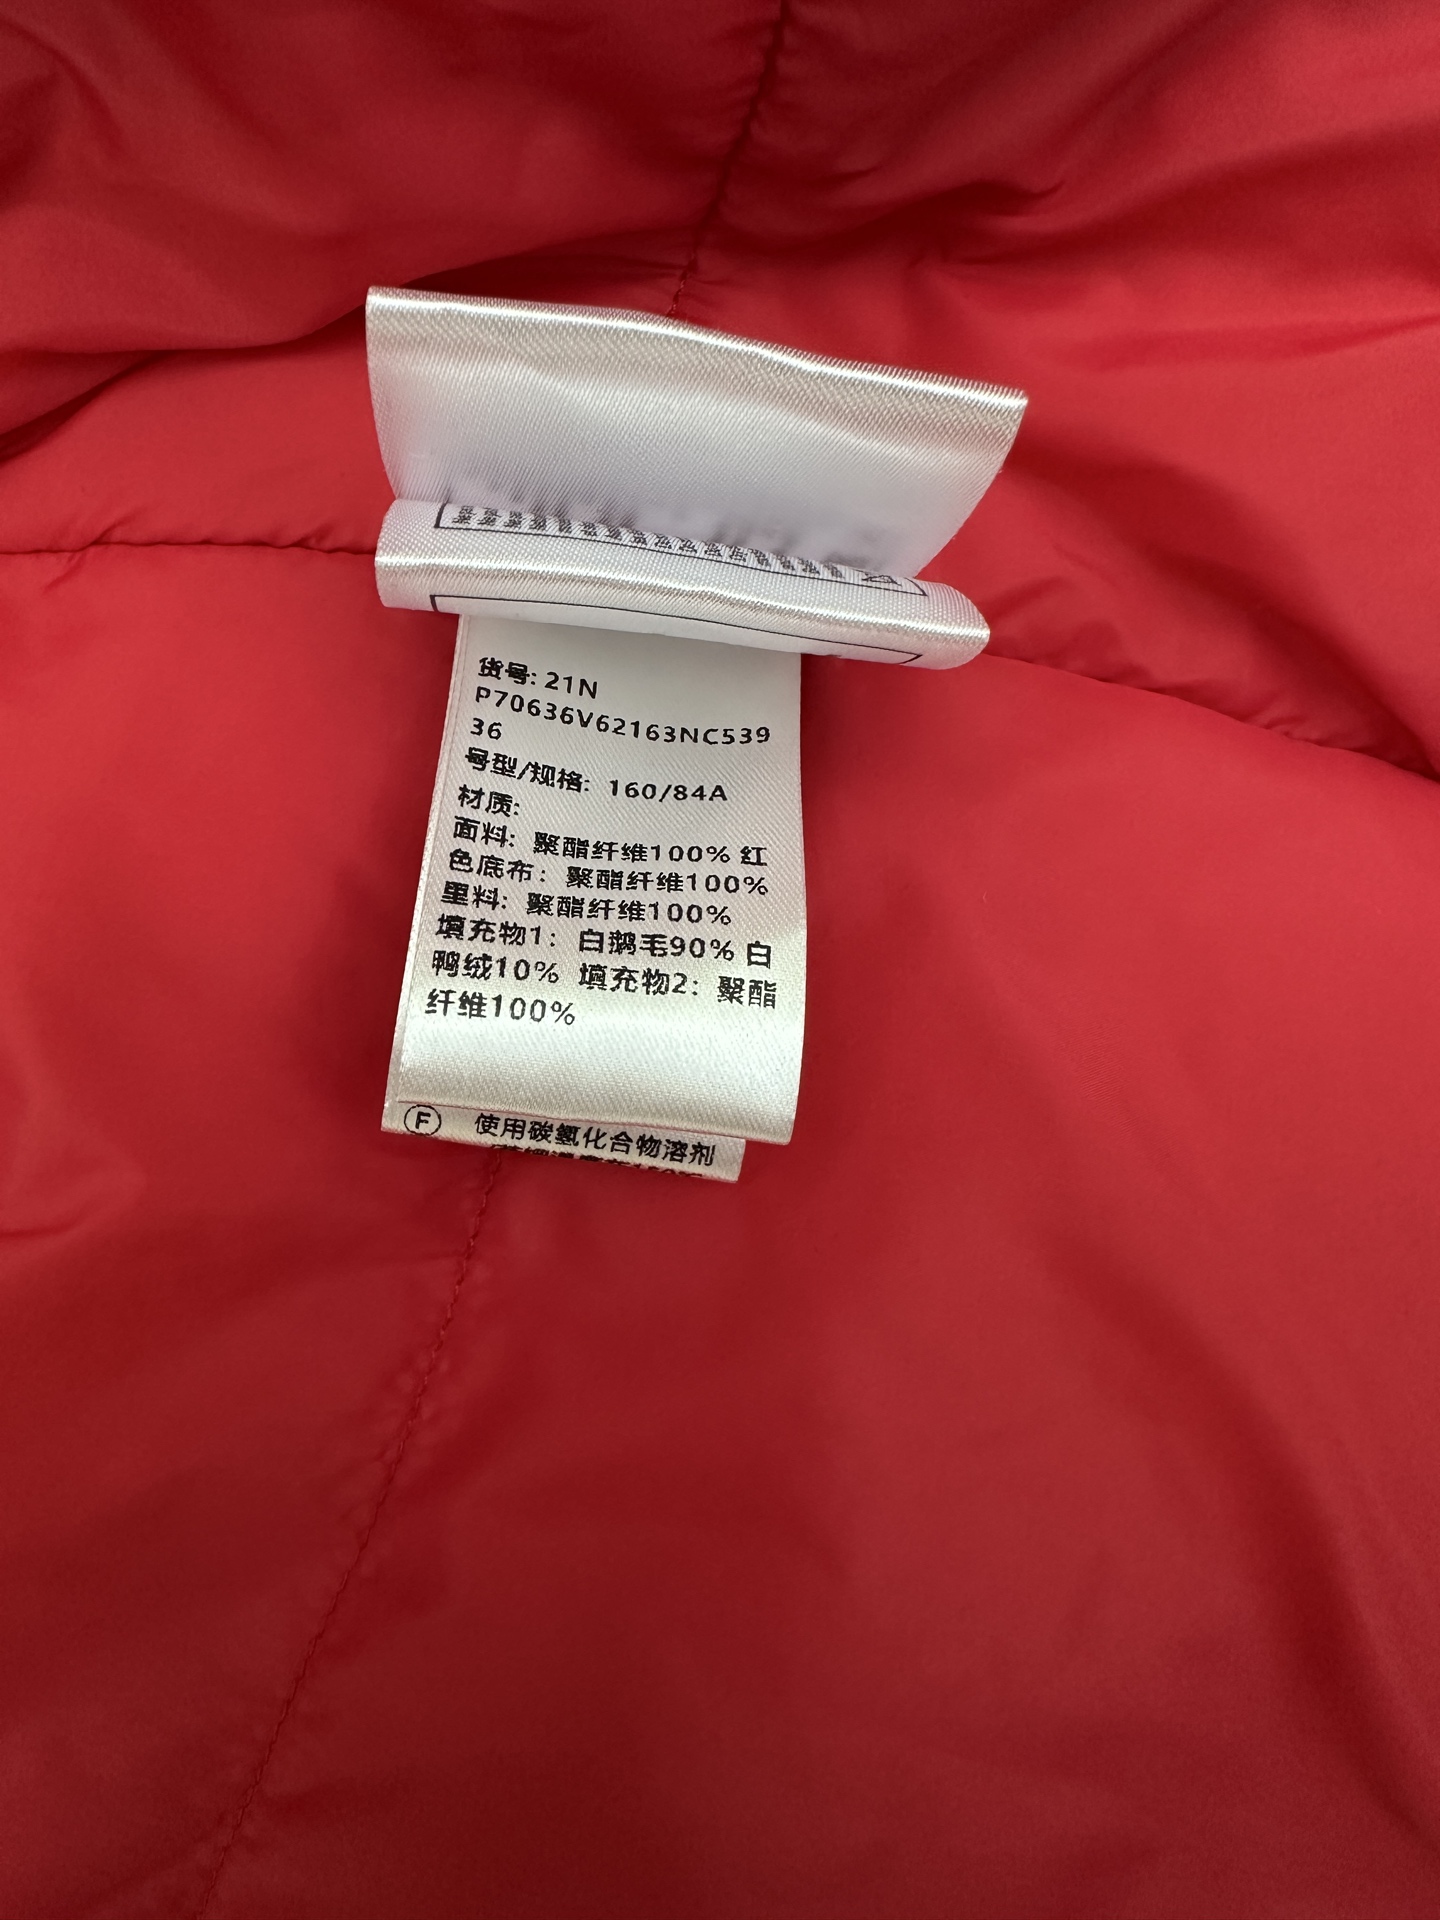 货号: 21N
P70636V62163NC539
36
号型/规格: 160/84A
材质:
面料: 聚酯纤维100% 红
色底布: 聚酯纤维100%
里料: 聚酯纤维100%
填充物1: 白鹅毛90% 白
鸭绒10% 填充物2: 聚酯
纤维100%
F 使用碳氢化合物溶剂